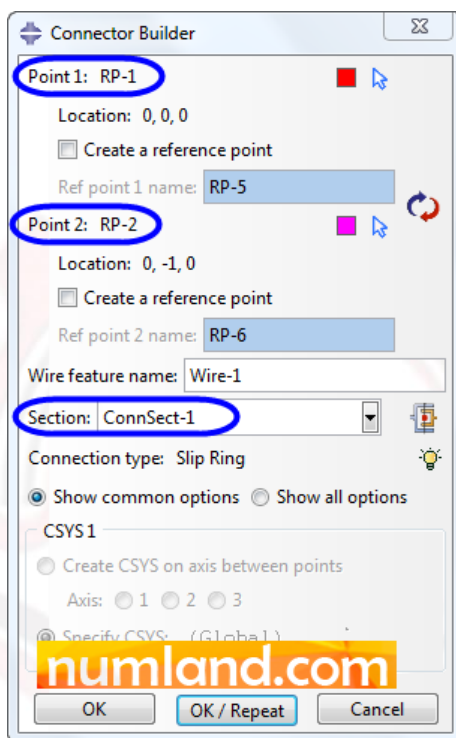 Connector Builder
Point 1: RP-1
Location: 0, 0, 0
Create a reference point
Ref point 1 name: RP-5
Point 2: RP-2
Location: 0, -1, 0
Create a reference point
Ref point 2 name: RP-6
Wire feature name: Wire-1
Section: ConnSect-1
Connection type: Slip Ring
Show common options Show all options
CSYS 1
Create CSYS on axis between points
Axis: 1 2 3
Specify CSYS: (Global)
numland.com
OK OK / Repeat Cancel